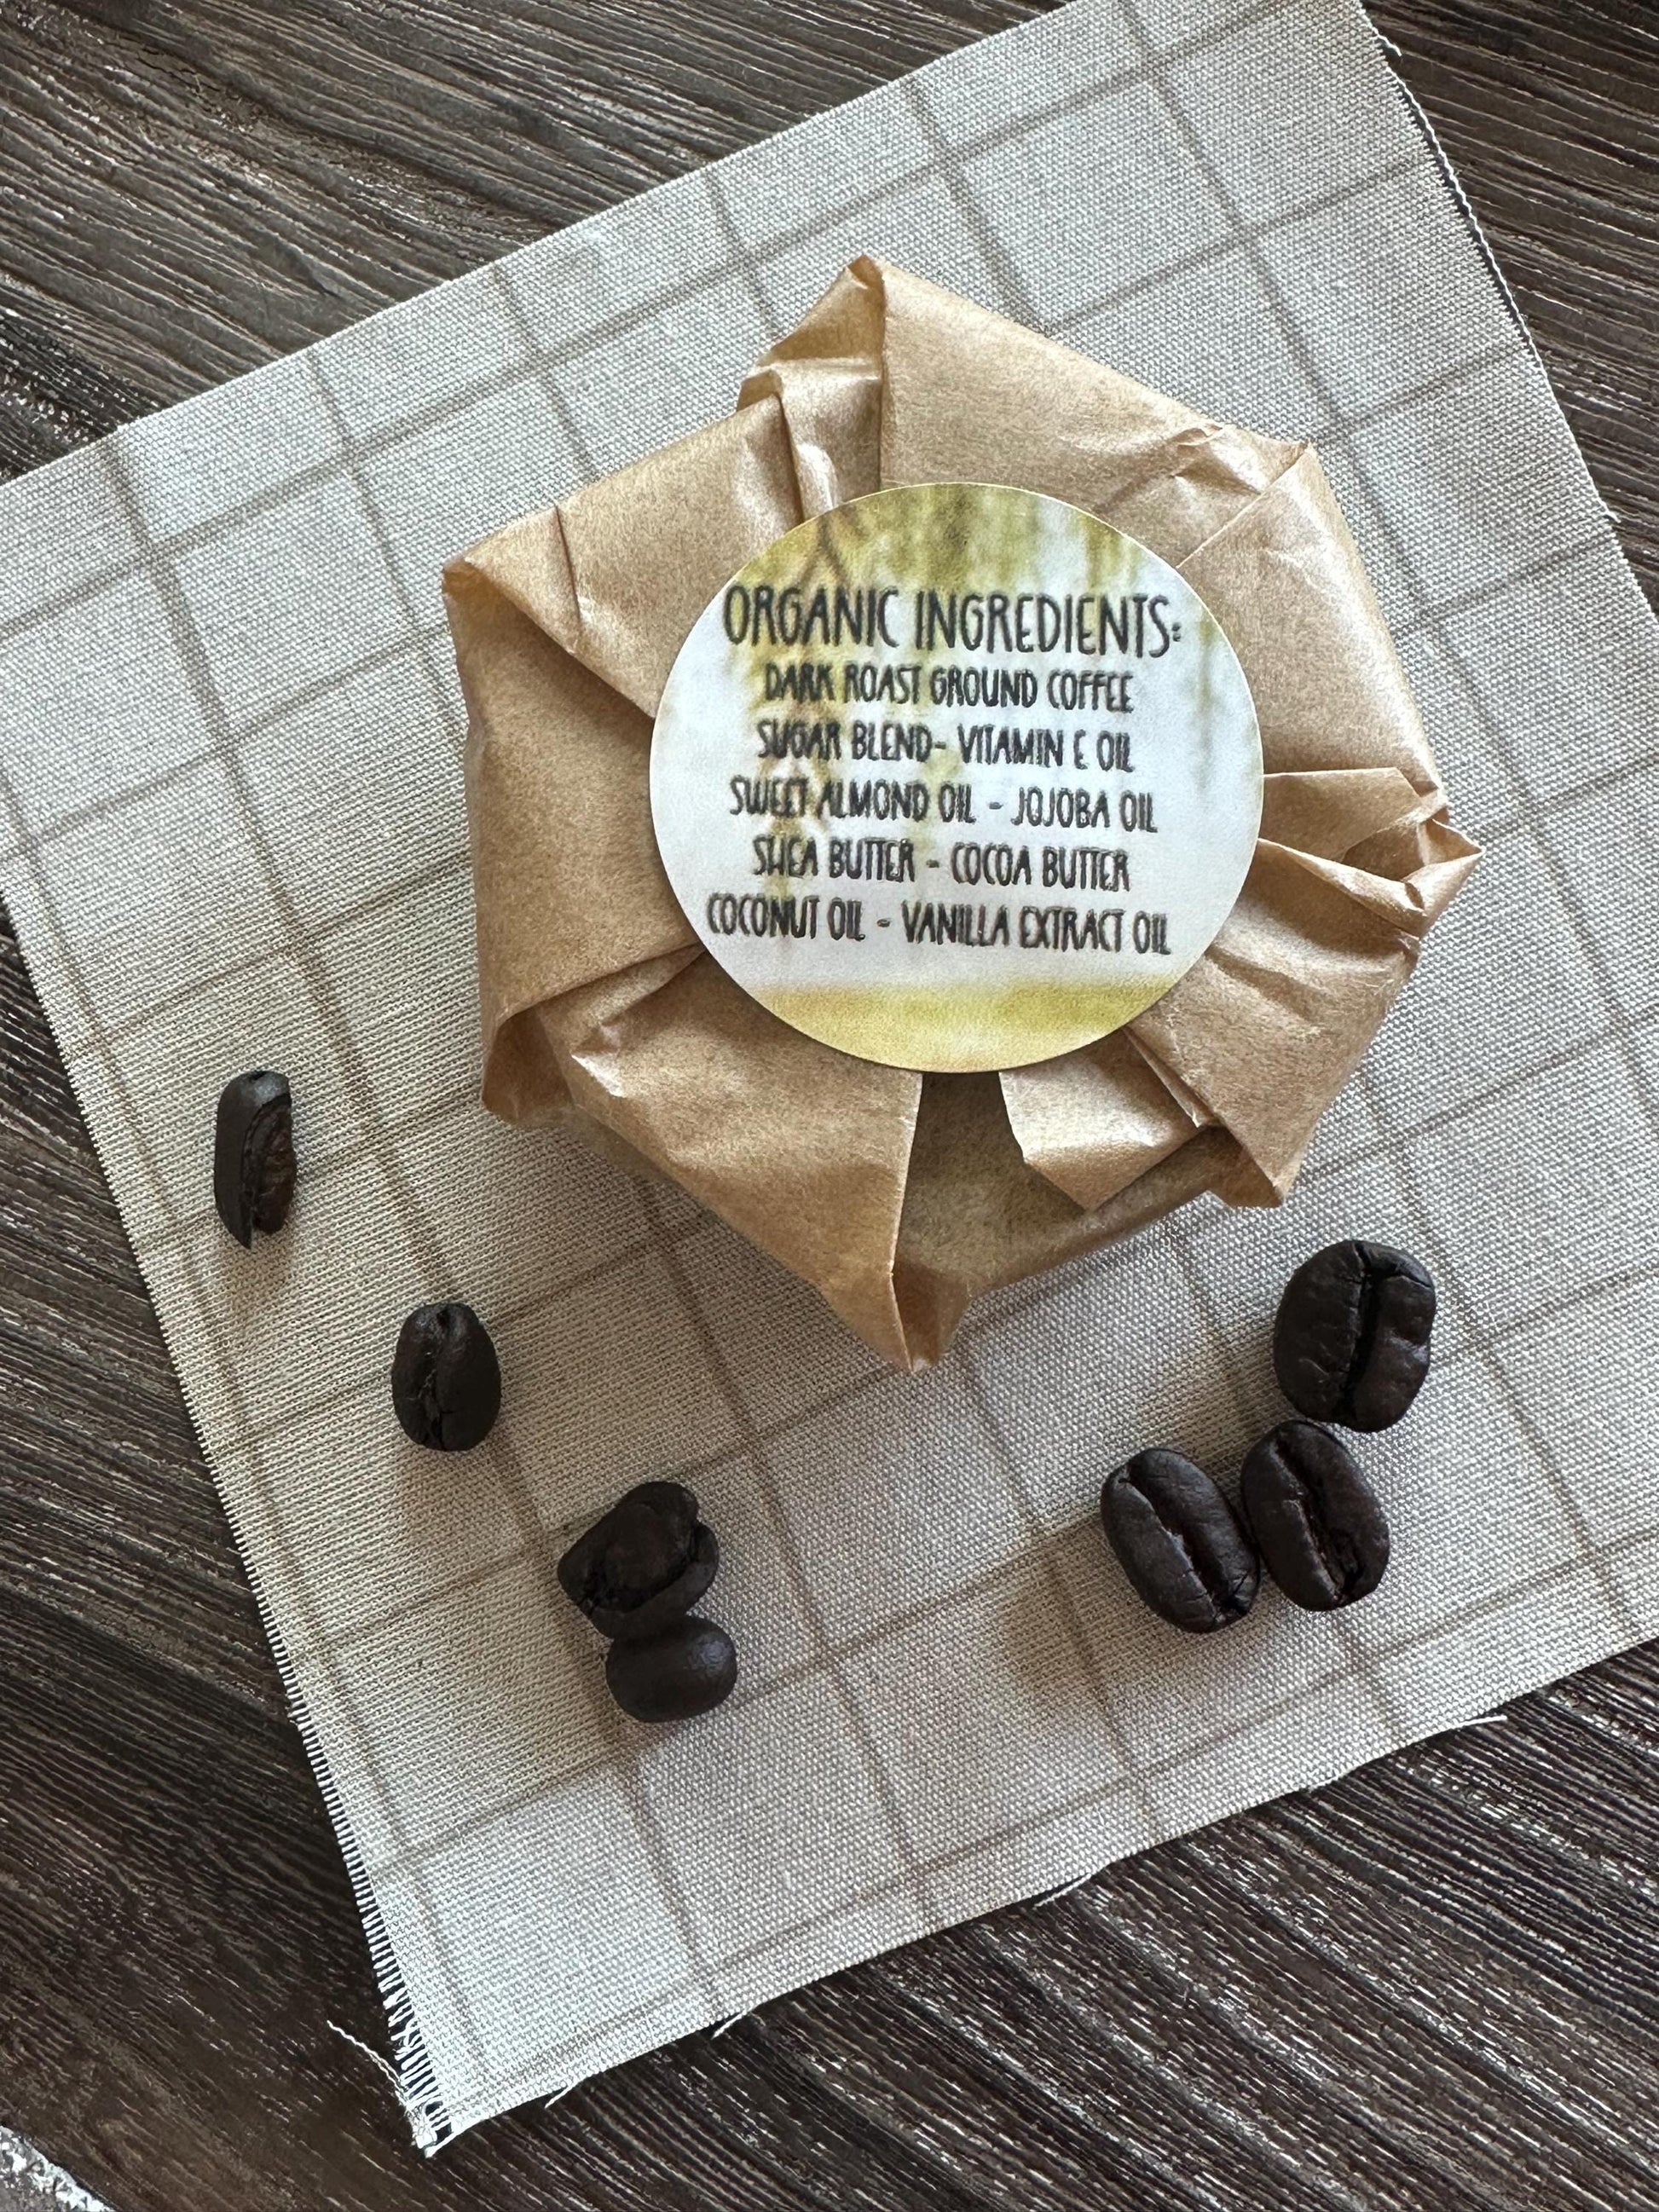 ORGANIC INGREDIENTS:
DARK ROAST GROUND COFFEE
SUGAR BLEND- VITAMIN E OIL
SWEET ALMOND OIL - JOJOBA OIL
SHEA BUTTER - COCOA BUTTER
COCONUT OIL - VANILLA EXTRACT OIL